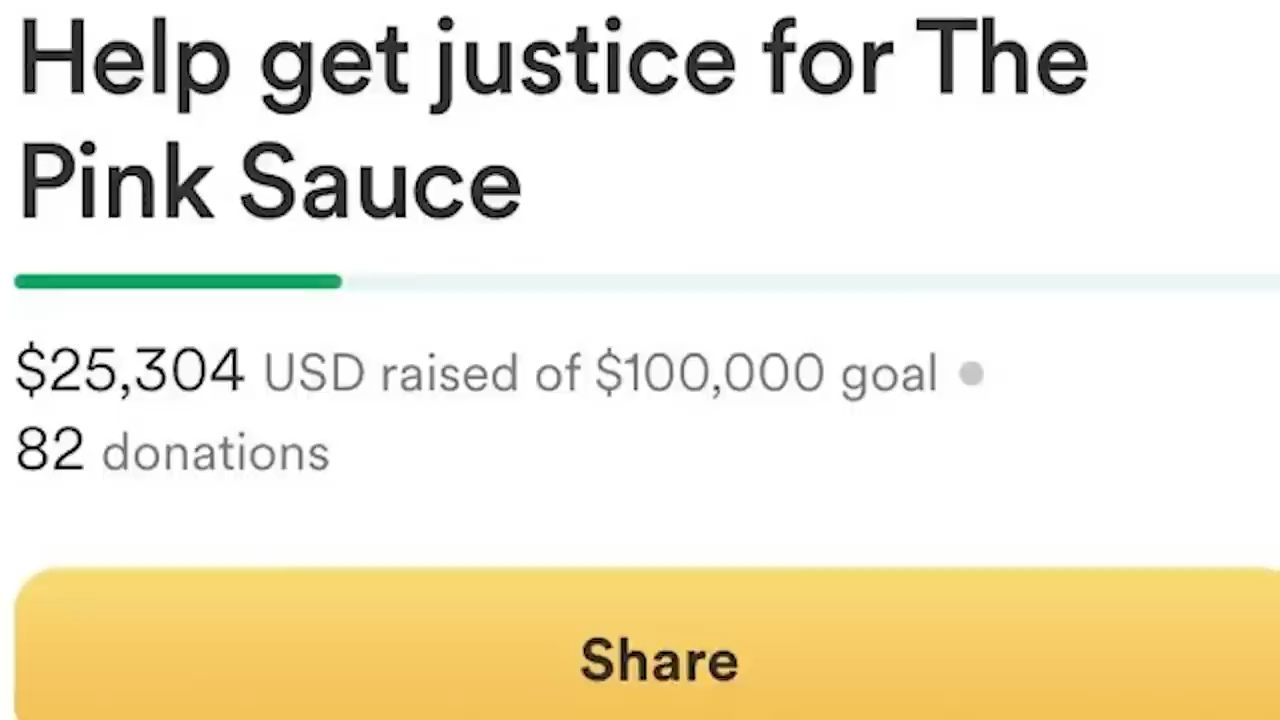 Help get justice for The
Pink Sauce
$25,304 USD raised of $100,000 goal
82 donations
Share